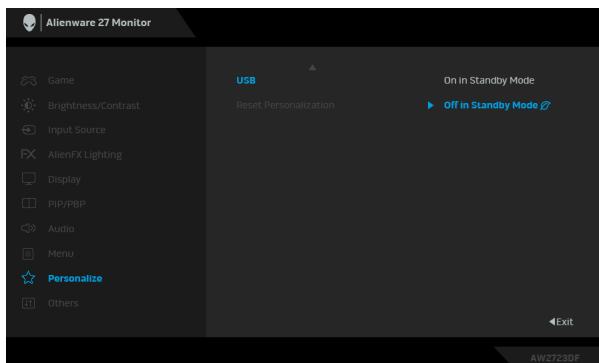 Alienware 27 Monitor
Game
Brightness/Contrast
Input Source
AlienFX Lighting
Display
PIP/PBP
Audio
Menu
Personalize
Others
USB
Reset Personalization
On in Standby Mode
Off in Standby Mode
Exit
AW2723DF